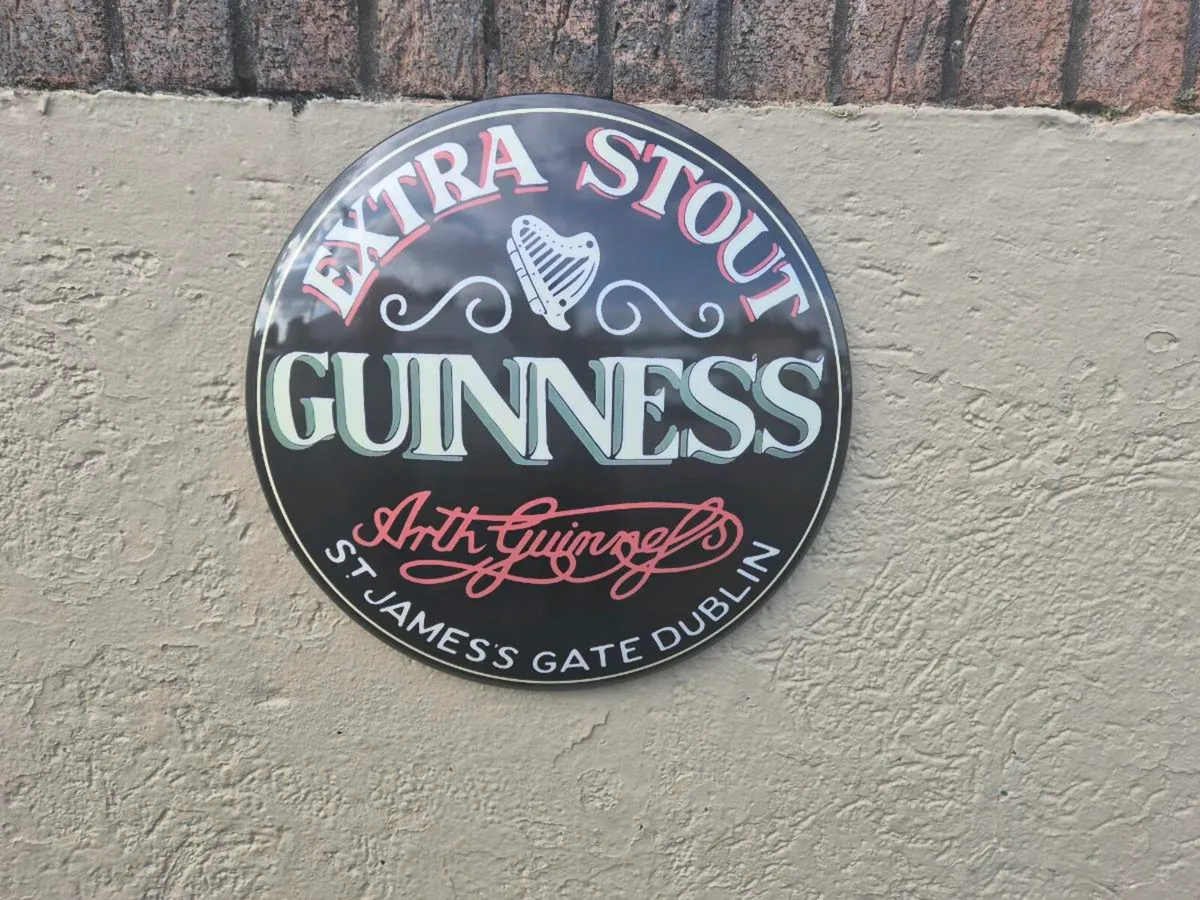 EXTRA STOUT
GUINNESS
Arth Guinness
ST. JAMES'S GATE DUBLIN